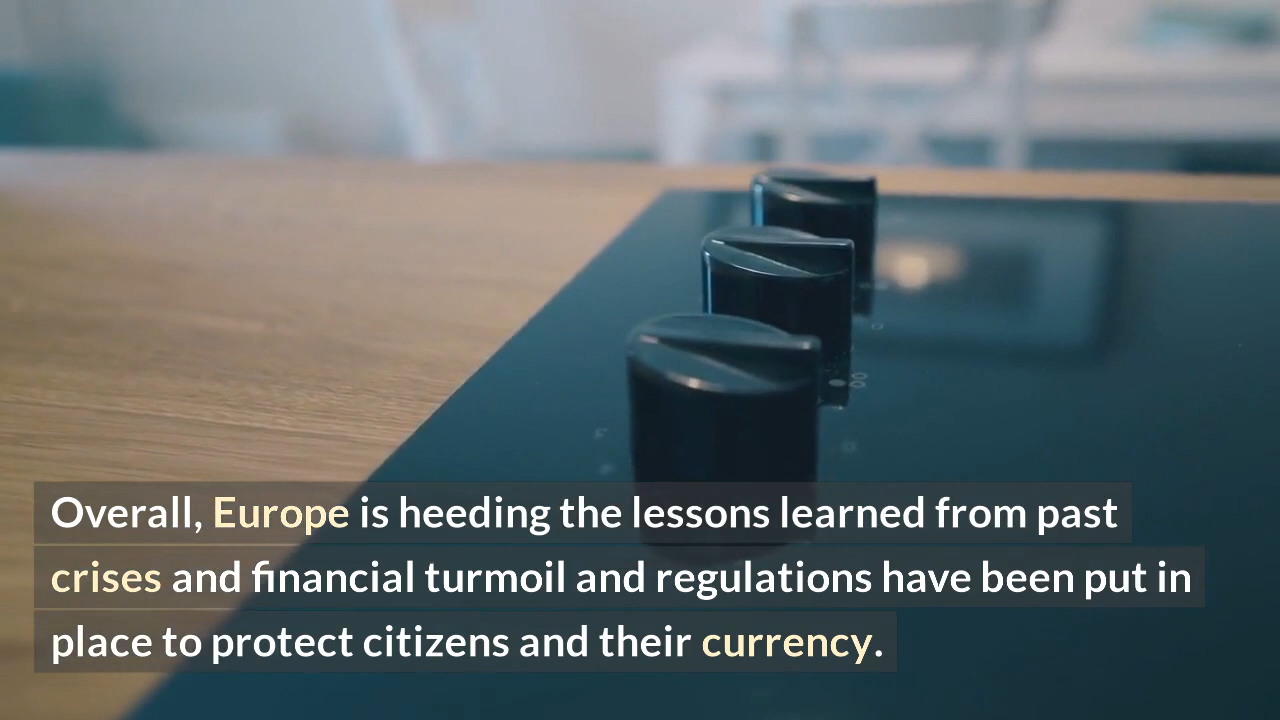 Overall, Europe is heeding the lessons learned from past
crises and financial turmoil and regulations have been put in
place to protect citizens and their currency.